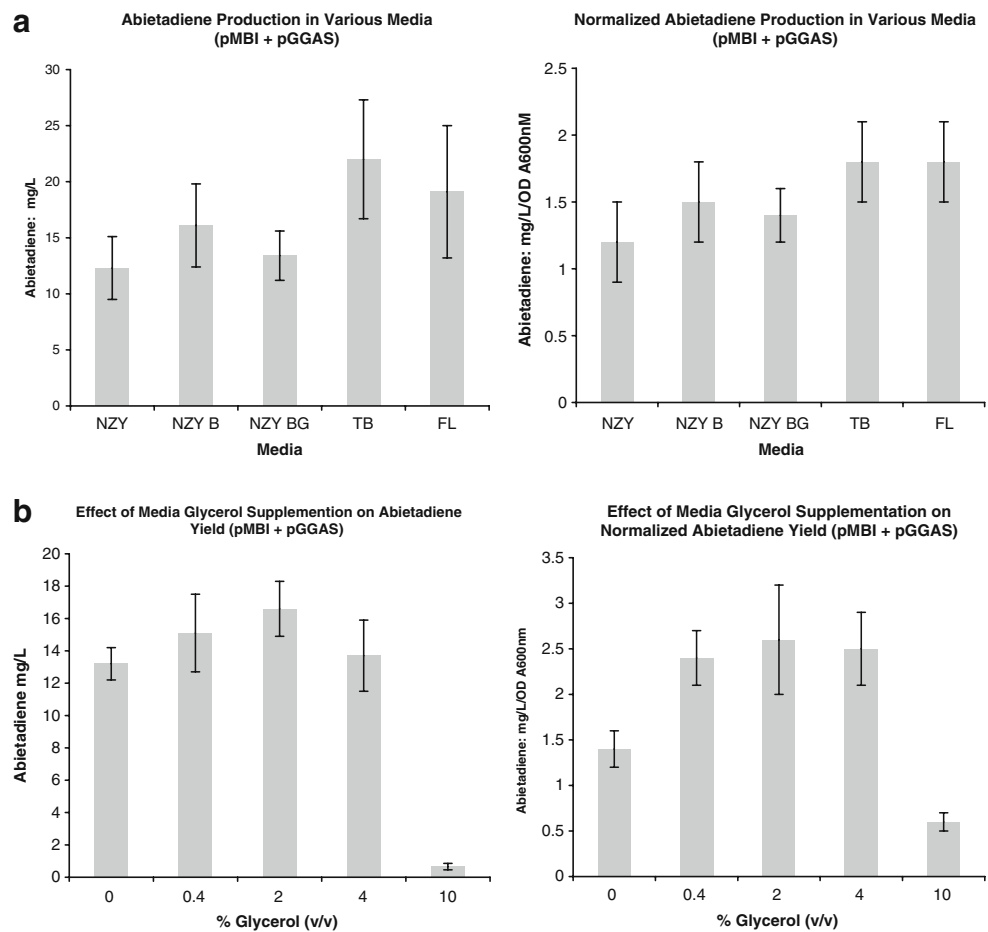 a
Abietadiene Production in Various Media
(pMBI + pGGAS)
Abietadiene: mg/L
30
25
20
15
10
5
0
NZY NZY B NZY BG TB FL
Media
Normalized Abietadiene Production in Various Media
(pMBI + pGGAS)
Abietadiene: mg/L/OD A600nM
2.5
2
1.5
1
0.5
0
NZY NZY B NZY BG TB FL
Media
b
Effect of Media Glycerol Supplemention on Abietadiene
Yield (pMBI + pGGAS)
Abietadiene mg/L
20
18
16
14
12
10
8
6
4
2
0
0 0.4 2 4 10
% Glycerol (v/v)
Effect of Media Glycerol Supplementation on
Normalized Abietadiene Yield (pMBI + pGGAS)
Abietadiene: mg/L/OD A600nm
3.5
3
2.5
2
1.5
1
0.5
0
0 0.4 2 4 10
% Glycerol (v/v)